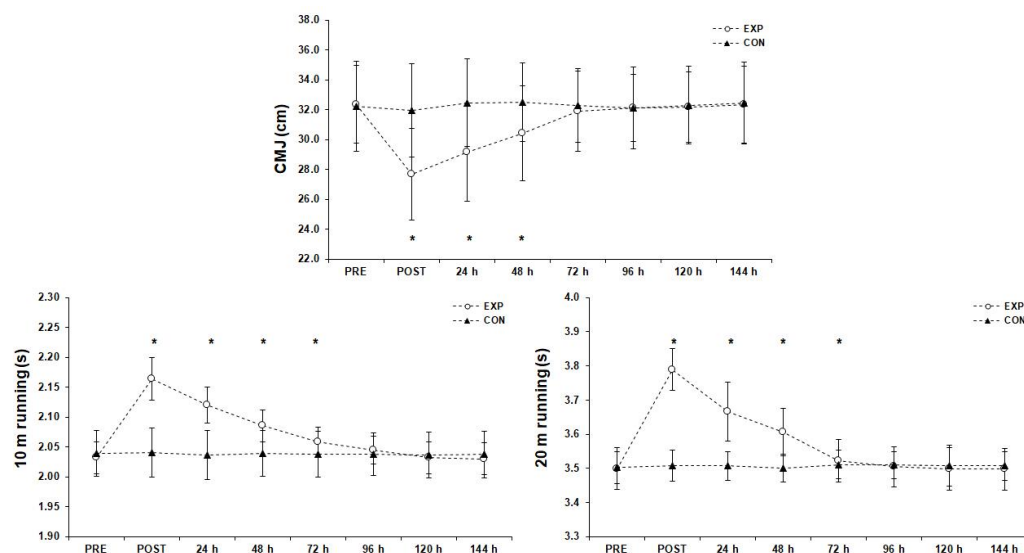 38.0
36.0
34.0
32.0
30.0
28.0
26.0
24.0
22.0
CMJ (cm)
EXP
CON
* * *
PRE POST 24 h 48 h 72 h 96 h 120 h 144 h
2.30
2.25
2.20
2.15
2.10
2.05
2.00
1.95
1.90
10 m running (s)
EXP
CON
* * * *
PRE POST 24 h 48 h 72 h 96 h 120 h 144 h
4.0
3.9
3.8
3.7
3.6
3.5
3.4
3.3
20 m running (s)
EXP
CON
* * * *
PRE POST 24 h 48 h 72 h 96 h 120 h 144 h